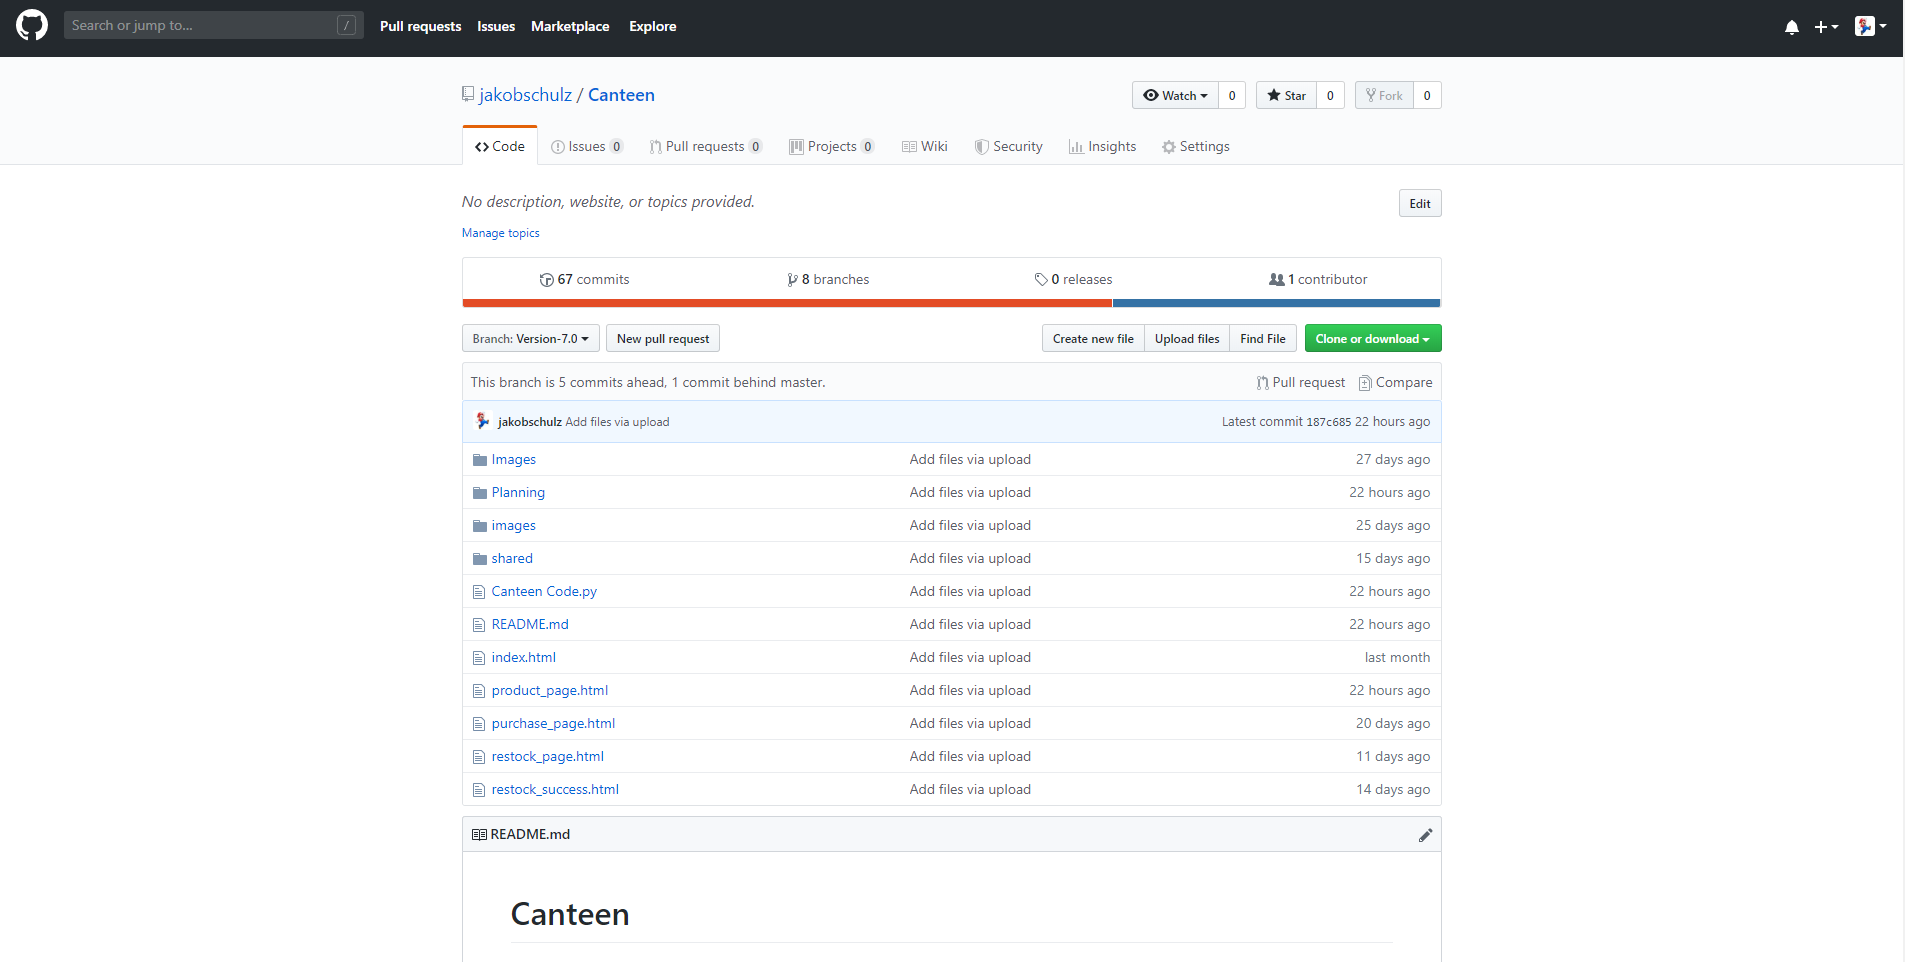 Search or jump to... / Pull requests Issues Marketplace Explore
jakobschulz / Canteen Watch 0 Star 0 Fork 0
Code Issues 0 Pull requests 0 Projects 0 Wiki Security Insights Settings
No description, website, or topics provided. Edit
Manage topics
67 commits 8 branches 0 releases 1 contributor
Branch: Version-7.0 New pull request Create new file Upload files Find File Clone or download
This branch is 5 commits ahead, 1 commit behind master. Pull request Compare
jakobschulz Add files via upload Latest commit 187c685 22 hours ago
Images Add files via upload 27 days ago
Planning Add files via upload 22 hours ago
images Add files via upload 25 days ago
shared Add files via upload 15 days ago
Canteen Code.py Add files via upload 22 hours ago
README.md Add files via upload 22 hours ago
index.html Add files via upload last month
product_page.html Add files via upload 22 hours ago
purchase_page.html Add files via upload 20 days ago
restock_page.html Add files via upload 11 days ago
restock_success.html Add files via upload 14 days ago
README.md
Canteen